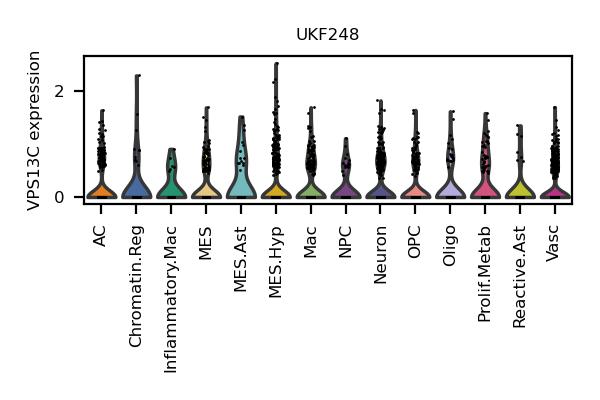 UKF248
VPS13C expression
2
0
AC
Chromatin.Reg
Inflammatory.Mac
MES
MES.Ast
MES.Hyp
Mac
NPC
Neuron
OPC
Oligo
Prolif.Metab
Reactive.Ast
Vasc